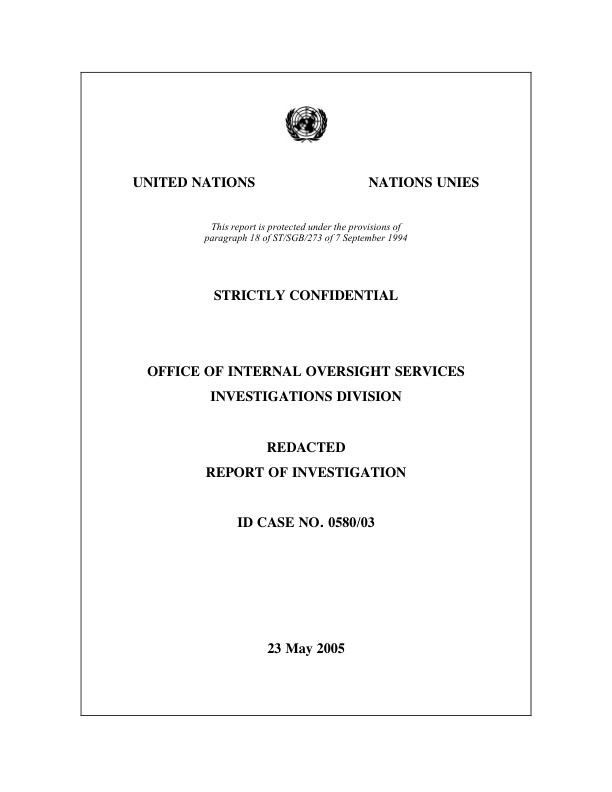 UNITED NATIONS NATIONS UNIES
This report is protected under the provisions of
paragraph 18 of ST/SGB/273 of 7 September 1994
STRICTLY CONFIDENTIAL
OFFICE OF INTERNAL OVERSIGHT SERVICES
INVESTIGATIONS DIVISION
REDACTED
REPORT OF INVESTIGATION
ID CASE NO. 0580/03
23 May 2005